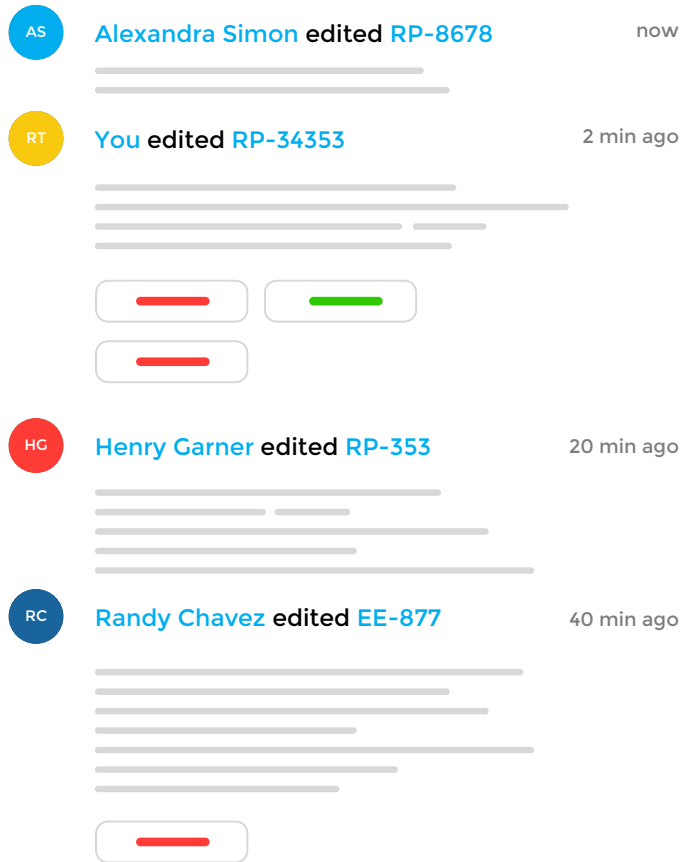 AS
Alexandra Simon edited RP-8678
now
RT
You edited RP-34353
2 min ago
HG
Henry Garner edited RP-353
20 min ago
RC
Randy Chavez edited EE-877
40 min ago